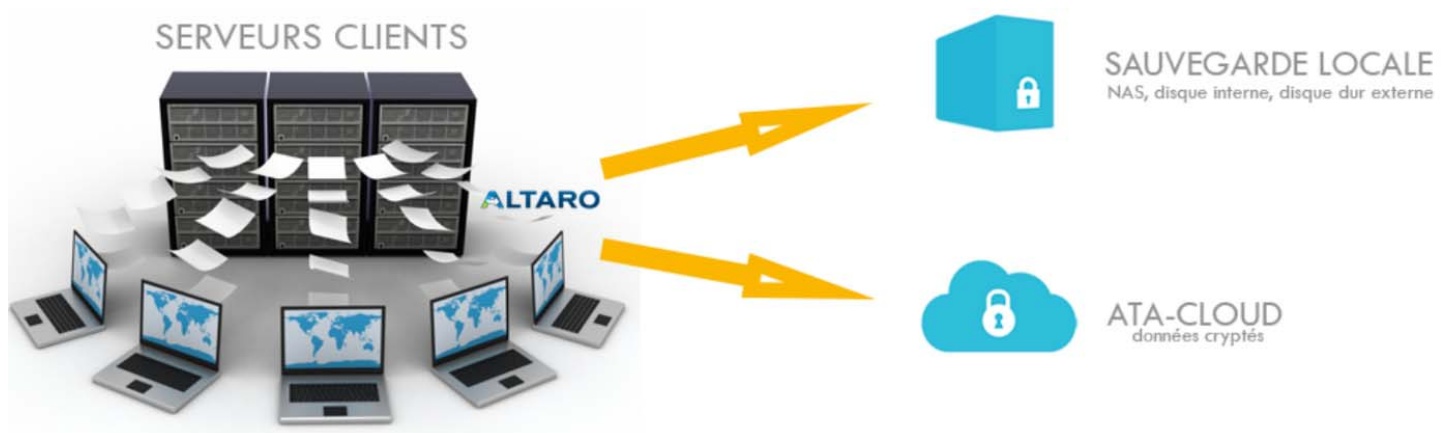 SERVEURS CLIENTS
ALTARO
SAUVEGARDE LOCALE
NAS, disque interne, disque dur externe
ATA-CLOUD
données cryptés